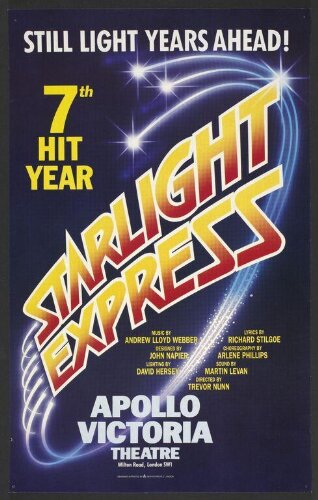 STILL LIGHT YEARS AHEAD!
7th
HIT
YEAR
STARLIGHT
EXPRESS
MUSIC BY
ANDREW LLOYD WEBBER
LYRICS BY
RICHARD STILGOE
DESIGNED BY
JOHN NAPIER
CHOREOGRAPHY BY
ARLENE PHILLIPS
LIGHTING BY
DAVID HERSEY
SOUND BY
MARTIN LEVAN
DIRECTED BY
TREVOR NUNN
APOLLO
VICTORIA
THEATRE
Wilton Road, London SW1